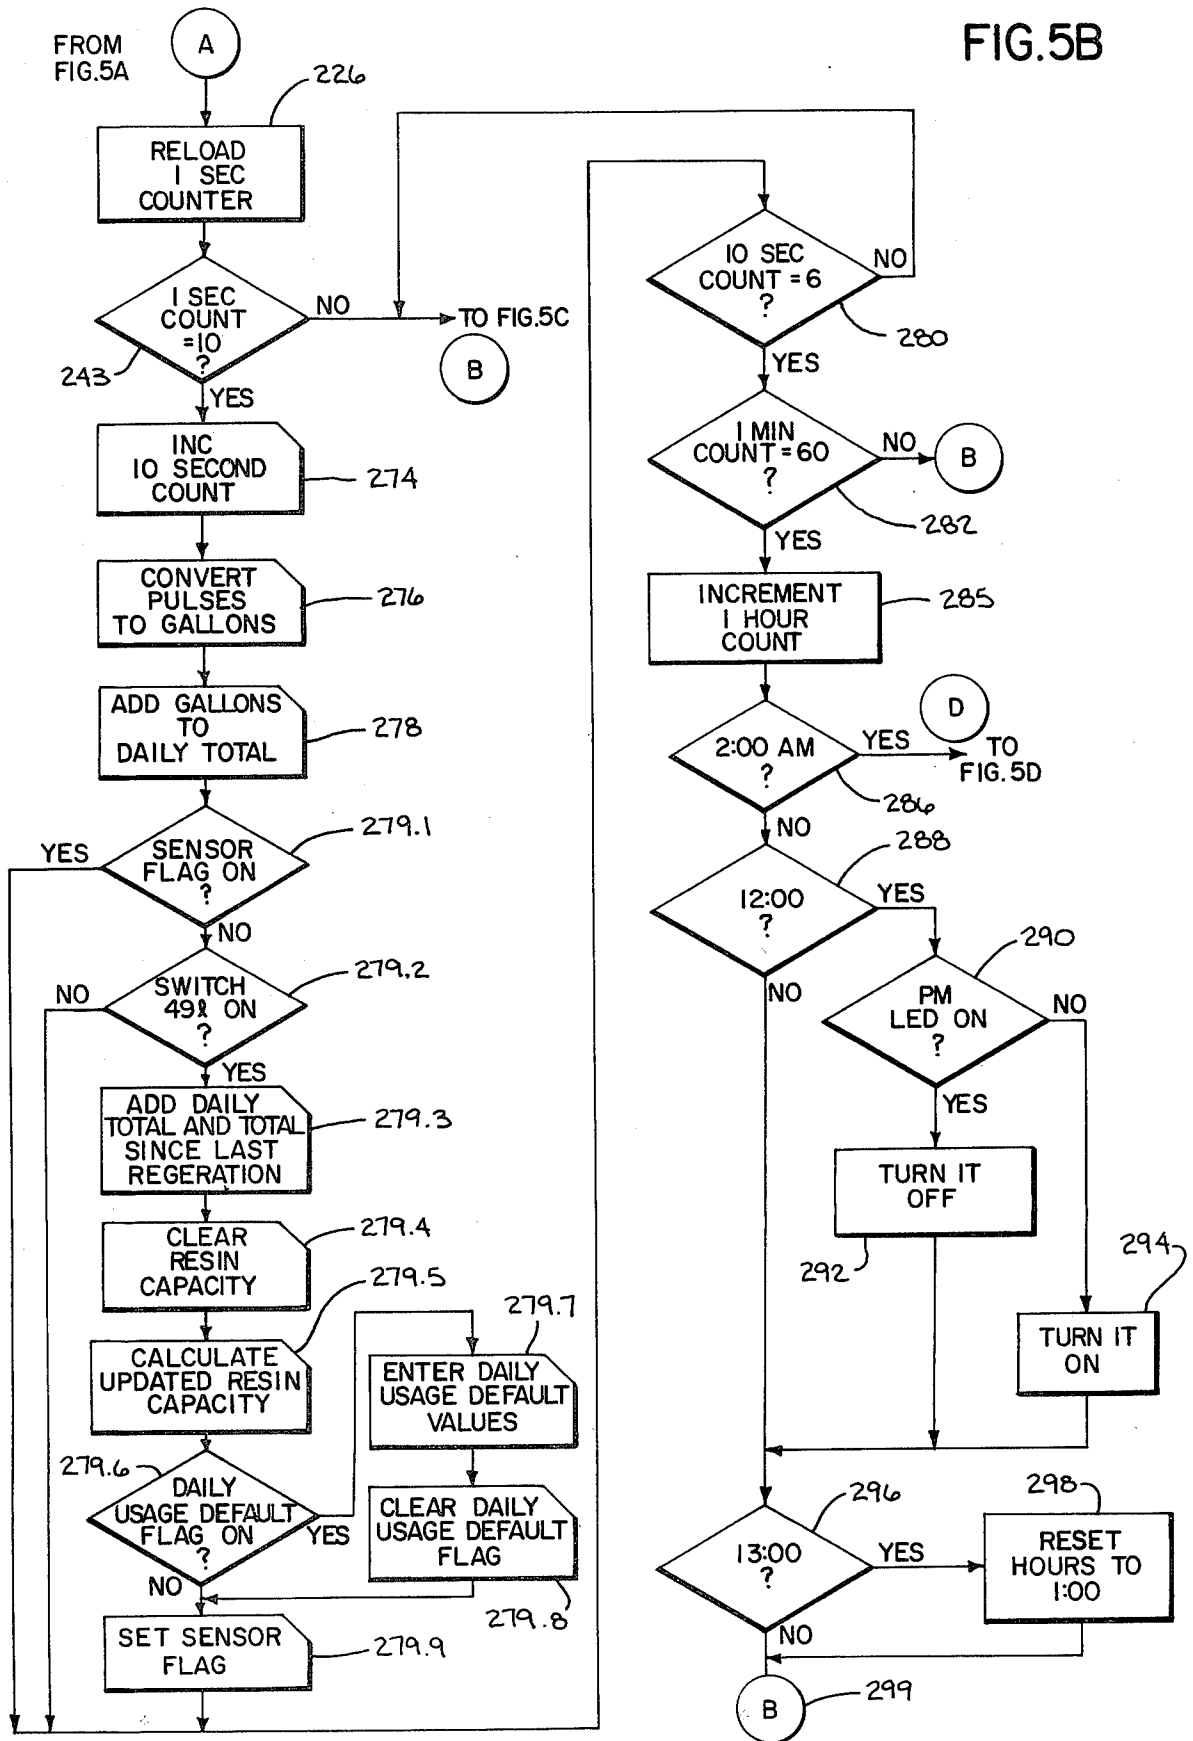 FIG.5B
FROM
FIG.5A
A
226
RELOAD
1 SEC
COUNTER
1 SEC
COUNT
=10
?
NO
TO FIG.5C
B
243
YES
INC
10 SECOND
COUNT
274
CONVERT
PULSES
TO GALLONS
276
ADD GALLONS
TO
DAILY TOTAL
278
279.1
YES
SENSOR
FLAG ON
?
NO
279.2
NO
SWITCH
49ℓ ON
?
YES
ADD DAILY
TOTAL AND TOTAL
SINCE LAST
REGERATION
279.3
CLEAR
RESIN
CAPACITY
279.4
279.5
CALCULATE
UPDATED RESIN
CAPACITY
279.6
DAILY
USAGE DEFAULT
FLAG ON
?
YES
NO
279.7
ENTER DAILY
USAGE DEFAULT
VALUES
CLEAR DAILY
USAGE DEFAULT
FLAG
279.8
SET SENSOR
FLAG
279.9
10 SEC
COUNT = 6
?
NO
280
YES
1 MIN
COUNT = 60
?
NO
B
282
YES
INCREMENT
1 HOUR
COUNT
285
D
2:00 AM
?
YES
TO
FIG.5D
286
NO
288
12:00
?
YES
NO
290
PM
LED ON
?
NO
YES
TURN IT
OFF
292
294
TURN IT
ON
296
13:00
?
YES
298
RESET
HOURS TO
1:00
NO
B
299